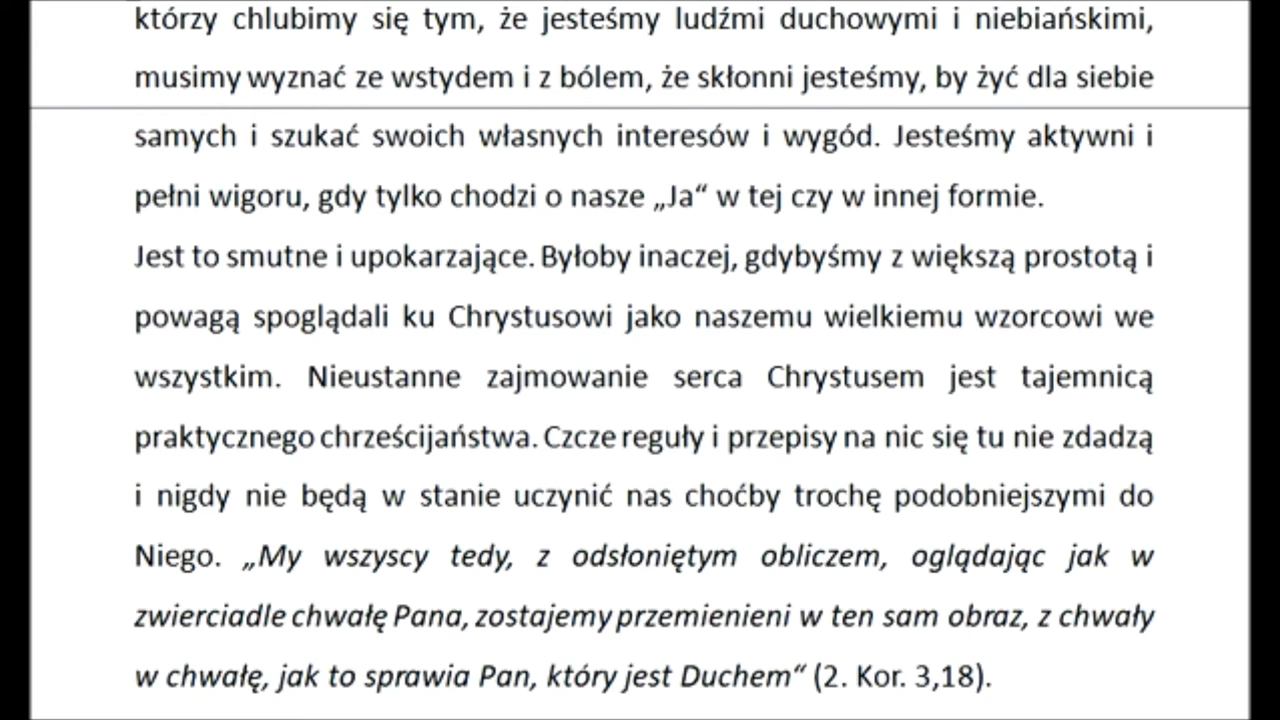 którzy chlubimy się tym, że jesteśmy ludźmi duchowymi i niebiańskimi,
musimy wyznać ze wstydem i z bólem, że skłonni jesteśmy, by żyć dla siebie
samych i szukać swoich własnych interesów i wygód. Jesteśmy aktywni i
pełni wigoru, gdy tylko chodzi o nasze „Ja“ w tej czy w innej formie.
Jest to smutne i upokarzające. Byłoby inaczej, gdybyśmy z większą prostotą i
powagą spoglądali ku Chrystusowi jako naszemu wielkiemu wzorcowi we
wszystkim. Nieustanne zajmowanie serca Chrystusem jest tajemnicą
praktycznego chrześcijaństwa. Czcze reguły i przepisy na nic się tu nie zdadzą
i nigdy nie będą w stanie uczynić nas choćby trochę podobniejszymi do
Niego. „My wszyscy tedy, z odsłoniętym obliczem, oglądając jak w
zwierciadle chwałę Pana, zostajemy przemienieni w ten sam obraz, z chwały
w chwałę, jak to sprawia Pan, który jest Duchem“ (2. Kor. 3,18).